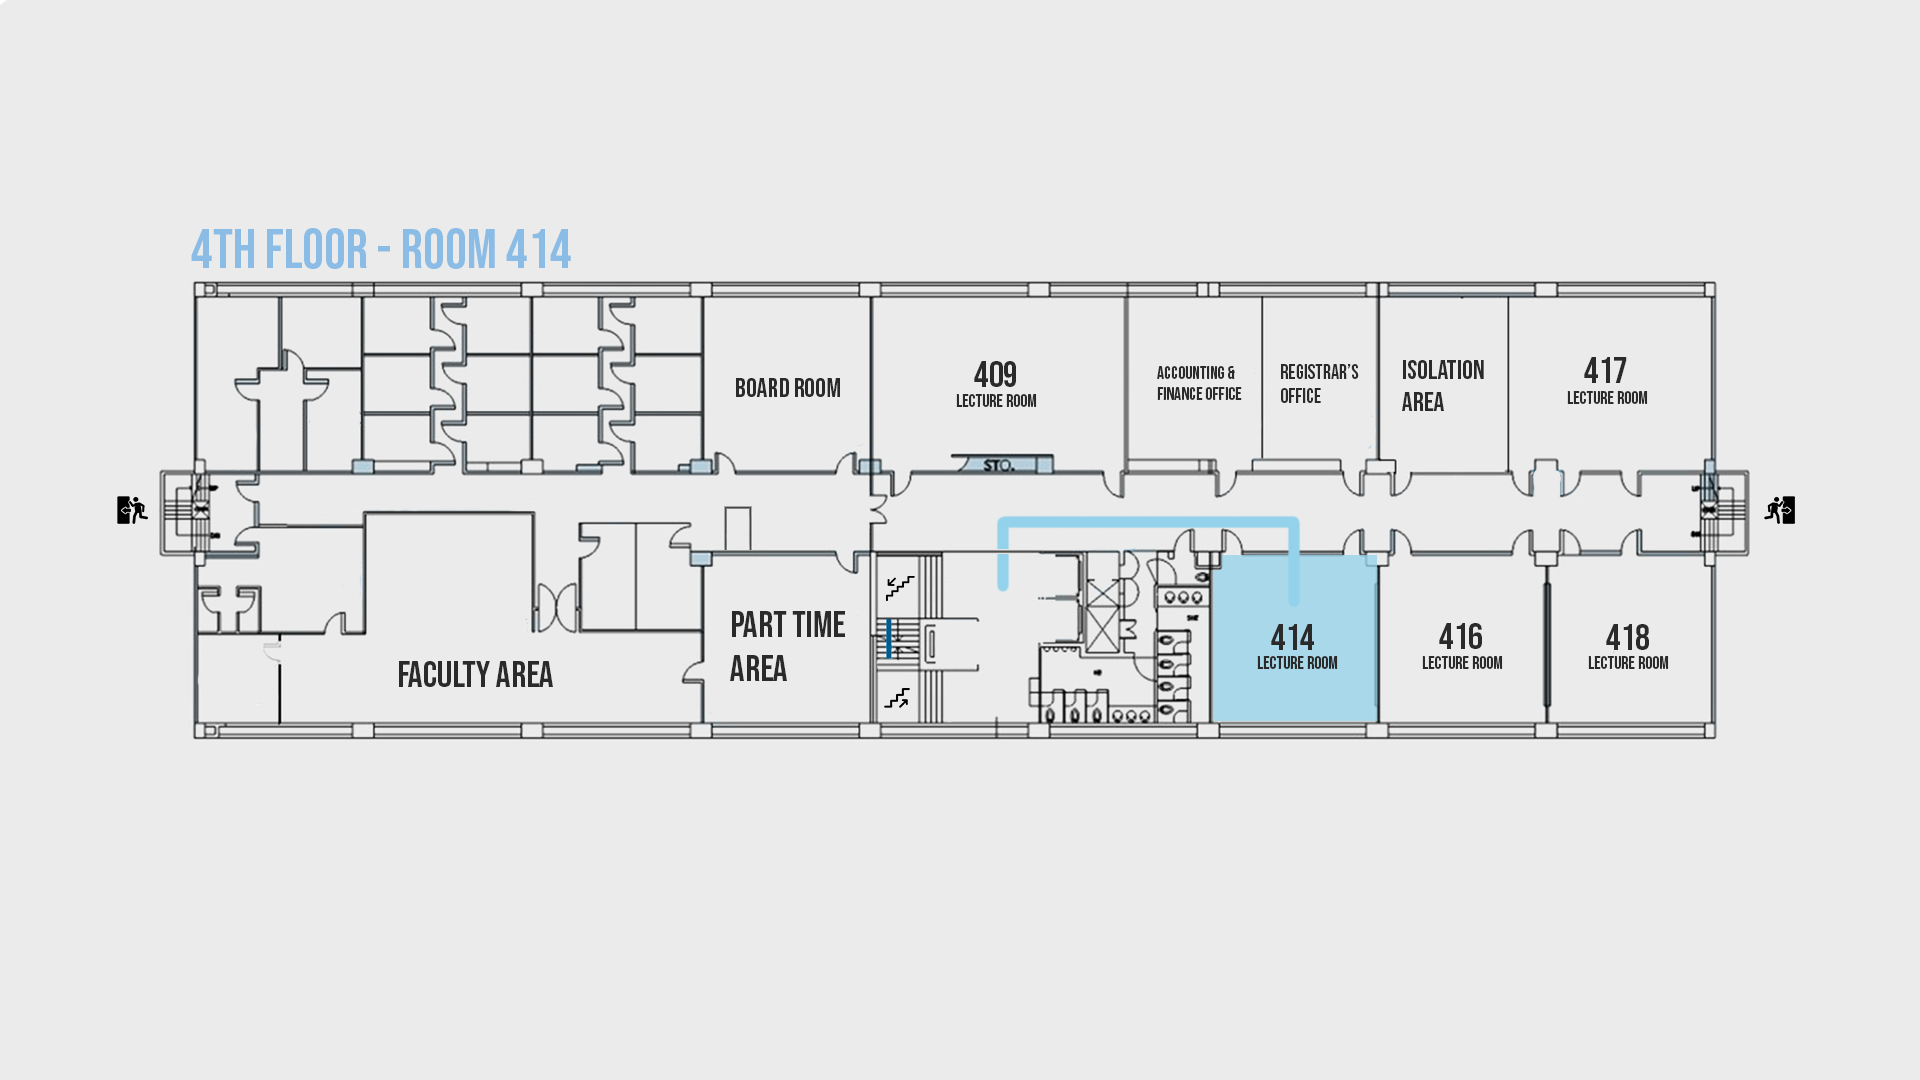 4TH FLOOR - ROOM 414
BOARD ROOM
409
LECTURE ROOM
ACCOUNTING &
FINANCE OFFICE
REGISTRAR'S
OFFICE
ISOLATION
AREA
417
LECTURE ROOM
STO.
PART TIME
AREA
FACULTY AREA
414
LECTURE ROOM
416
LECTURE ROOM
418
LECTURE ROOM